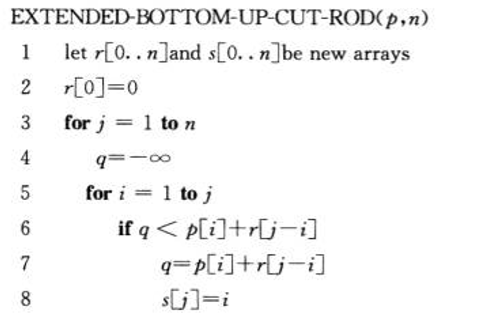 EXTENDED-BOTTOM-UP-CUT-ROD(p,n)
1 let r[0..n]and s[0..n]be new arrays
2 r[0]=0
3 for j = 1 to n
4 q=-∞
5 for i = 1 to j
6 if q < p[i]+r[j-i]
7 q=p[i]+r[j-i]
8 s[j]=i